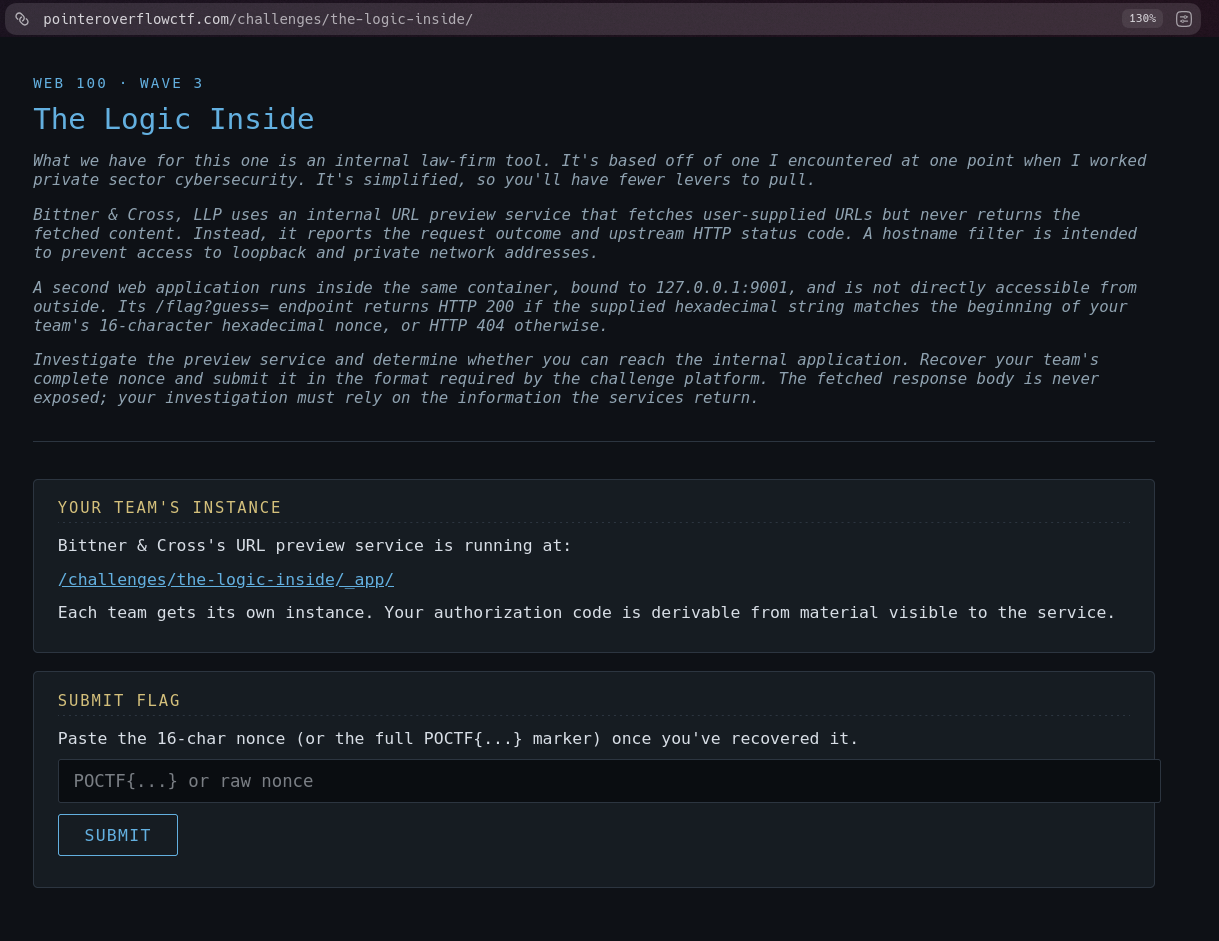 pointeroverflowctf.com/challenges/the-logic-inside/
130%
WEB 100 · WAVE 3
The Logic Inside
What we have for this one is an internal law-firm tool. It's based off of one I encountered at one point when I worked
private sector cybersecurity. It's simplified, so you'll have fewer levers to pull.
Bittner & Cross, LLP uses an internal URL preview service that fetches user-supplied URLs but never returns the
fetched content. Instead, it reports the request outcome and upstream HTTP status code. A hostname filter is intended
to prevent access to loopback and private network addresses.
A second web application runs inside the same container, bound to 127.0.0.1:9001, and is not directly accessible from
outside. Its /flag?guess= endpoint returns HTTP 200 if the supplied hexadecimal string matches the beginning of your
team's 16-character hexadecimal nonce, or HTTP 404 otherwise.
Investigate the preview service and determine whether you can reach the internal application. Recover your team's
complete nonce and submit it in the format required by the challenge platform. The fetched response body is never
exposed; your investigation must rely on the information the services return.
YOUR TEAM'S INSTANCE
Bittner & Cross's URL preview service is running at:
/challenges/the-logic-inside/_app/
Each team gets its own instance. Your authorization code is derivable from material visible to the service.
SUBMIT FLAG
Paste the 16-char nonce (or the full POCTF{...} marker) once you've recovered it.
POCTF{...} or raw nonce
SUBMIT